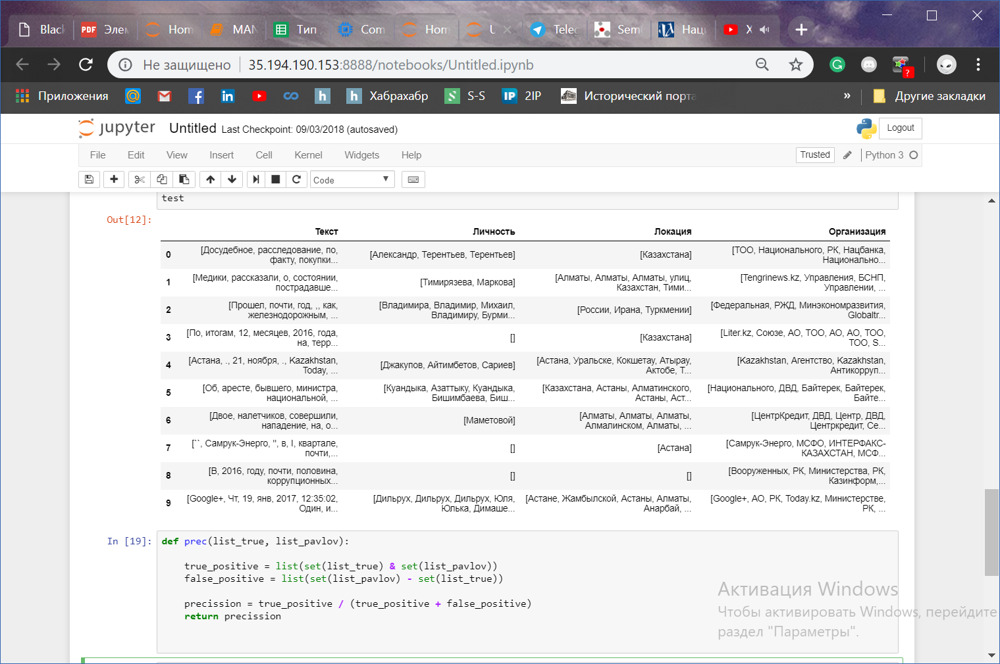 Blac
PDF
Элем
Hom
MAN
Тип
Com
Hom
U
Teleg
Sem
Наци
X
Не защищено
35.194.190.153:8888/notebooks/Untitled.ipynb
?
Приложения
h
h
Хабрахабр
S
S-S
IP
2IP
Исторический порта
»
Другие закладки
jupyter Untitled Last Checkpoint: 09/03/2018 (autosaved)
Logout
File Edit View Insert Cell Kernel Widgets Help
Trusted
Python 3
Code
test
Out[12]:
Текст Личность Локация Организация
0 [Досудебное, расследование, по, факту, покупки... [Александр, Терентьев, Терентьев] [Казахстана] [ТОО, Национального, РК, Нацбанка, Национально...
1 [Медики, рассказали, о, состоянии, пострадавше... [Тимирязева, Маркова] [Алматы, Алматы, Алматы, улиц, Казахстан, Тими... [Tengrinews.kz, Управления, БСНП, Управлении, ...
2 [Прошел, почти, год, ,, как, железнодорожным, ... [Владимира, Владимир, Михаил, Владимиру, Бурми... [России, Ирана, Туркмении] [Федеральная, РЖД, Минэкономразвития, Globaltr...
3 [По, итогам, 12, месяцев, 2016, года, на, терр... [] [Казахстана] [Liter.kz, Союзе, АО, ТОО, АО, АО, ТОО, ТОО, S...
4 [Астана, ., 21, ноября, ., Kazakhstan, Today, ... [Джакупов, Айтимбетов, Сариев] [Астана, Уральске, Кокшетау, Атырау, Актобе, Т... [Kazakhstan, Агентство, Kazakhstan, Антикорруп...
5 [Об, аресте, бывшего, министра, национальной, ... [Куандыка, Азаттыку, Куандыка, Бишимбаева, Биш... [Казахстана, Астаны, Алматинского, Астаны, Аст... [Национального, ДВД, Байтерек, Байтерек, Байте...
6 [Двое, налетчиков, совершили, нападение, на, о... [Маметовой] [Алматы, Алматы, Алматы, Алмалинском, Алматы, ... [ЦентрКредит, ДВД, Центр, ДВД, Центркредит, Се...
7 [``, Самрук-Энерго, '', в, I, квартале, почти,... [] [Астана] [Самрук-Энерго, МСФО, ИНТЕРФАКС-КАЗАХСТАН, МСФ...
8 [В, 2016, году, почти, половина, коррупционных... [] [] [Вооруженных, РК, Министерства, РК, Казинформ,...
9 [Google+, Чт, 19, янв, 2017, 12:35:02, Один, и... [Дильрух, Дильрух, Дильрух, Юля, Юлька, Димаше... [Астане, Жамбылской, Астаны, Алматы, Анарбай, ... [Google+, АО, РК, Today.kz, Министерстве, РК, ...
In [19]:
def prec(list_true, list_pavlov):
true_positive = list(set(list_true) & set(list_pavlov))
false_positive = list(set(list_pavlov) - set(list_true))
precission = true_positive / (true_positive + false_positive)
return precission
Активация Windows
Чтобы активировать Windows, перейдите
раздел "Параметры".